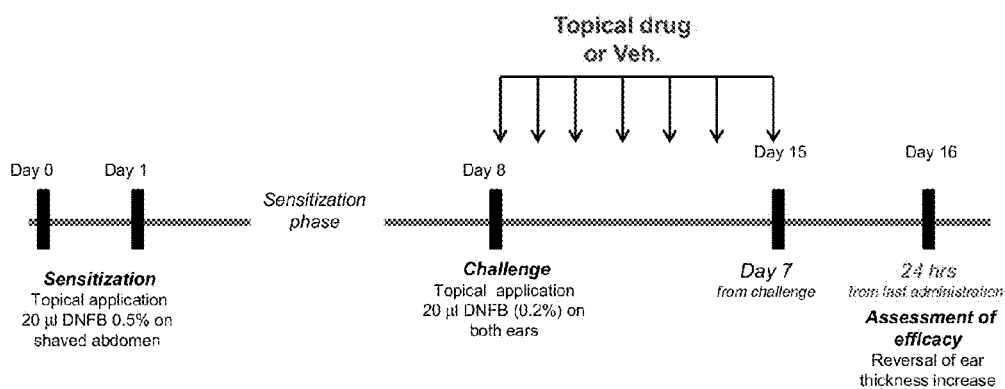 Topical drug
or Veh.
Day 0
Day 1
Day 8
Day 15
Day 16
Sensitization
phase
Sensitization
Topical application
20 µl DNFB 0.5% on
shaved abdomen
Challenge
Topical application
20 µl DNFB (0.2%) on
both ears
Day 7
from challenge
24 hrs
from last administration
Assessment of
efficacy
Reversal of ear
thickness increase